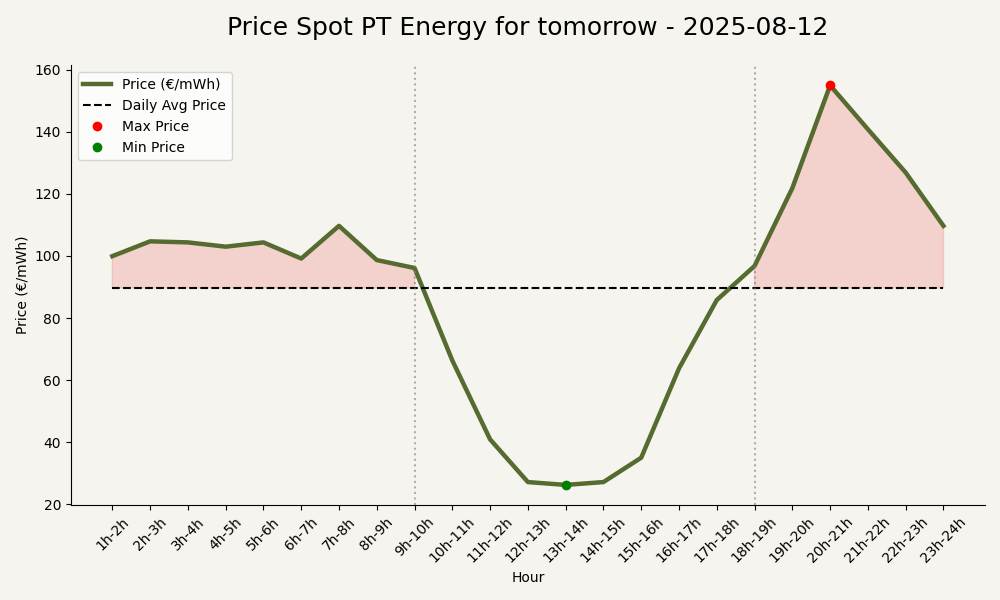 Price Spot PT Energy for tomorrow - 2025-08-12
Price (€/mWh)
Daily Avg Price
Max Price
Min Price
160
140
120
100
80
60
40
20
Price (€/mWh)
1h-2h
2h-3h
3h-4h
4h-5h
5h-6h
6h-7h
7h-8h
8h-9h
9h-10h
10h-11h
11h-12h
12h-13h
13h-14h
14h-15h
15h-16h
16h-17h
17h-18h
18h-19h
19h-20h
20h-21h
21h-22h
22h-23h
23h-24h
Hour